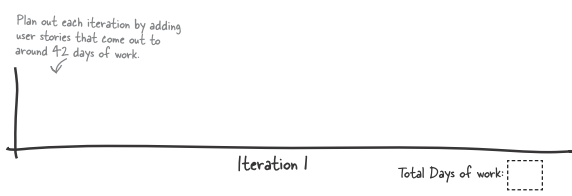 Plan out each iteration by adding
user stories that come out to
around 42 days of work.
Iteration 1
Total Days of work: